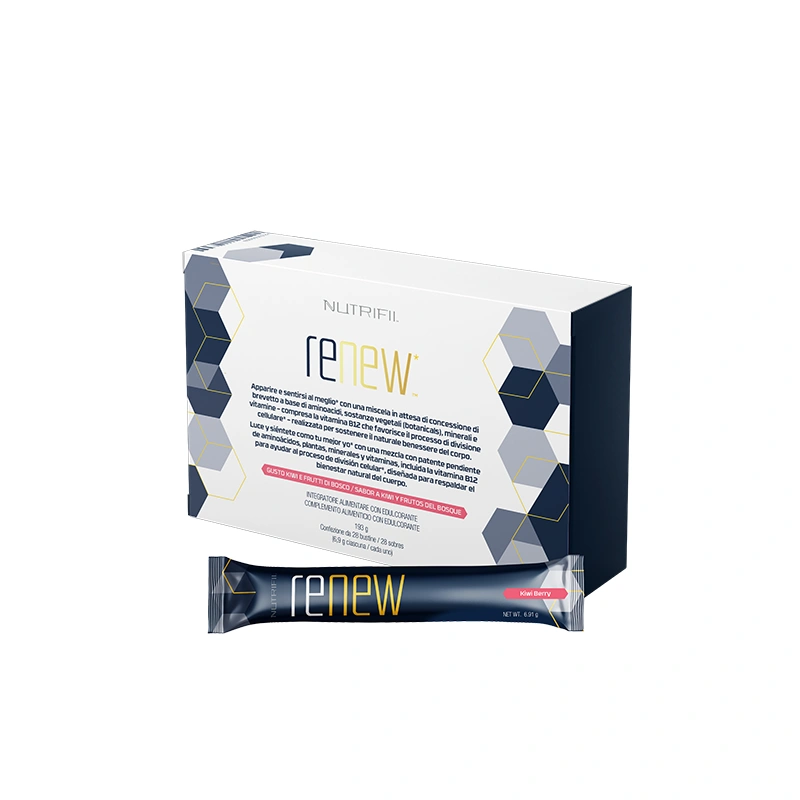 NUTRIFII.
renew*™
Apparire e sentirsi al meglio* con una miscela in attesa di concessione di
brevetto a base di aminoacidi, sostanze vegetali (botanicals), minerali e
vitamine – compresa la vitamina B12 che favorisce il processo di divisione
cellulare* – realizzata per sostenere il naturale benessere del corpo.
Luce y siéntete como tu mejor yo* con una mezcla con patente pendiente
de aminoácidos, plantas, minerales y vitaminas, incluida la vitamina B12
para ayudar al proceso de división celular*, diseñada para respaldar el
bienestar natural del cuerpo.
GUSTO KIWI E FRUTTI DI BOSCO / SABOR A KIWI Y FRUTOS DEL BOSQUE
INTEGRATORE ALIMENTARE CON EDULCORANTE
COMPLEMENTO ALIMENTICIO CON EDULCORANTE
193 g
Confezione da 28 bustine / 28 sobres
(6,9 g ciascuna / cada uno)
NUTRIFII
renew
Kiwi Berry
NET WT. 6.91 g